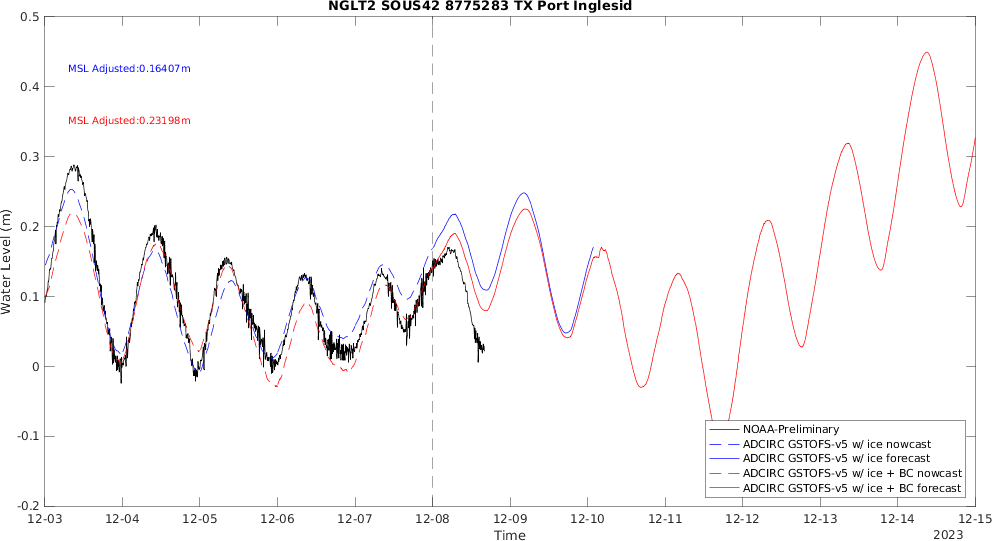 NGLT2 SOUS42 8775283 TX Port Inglesid
0.5
0.4
0.3
0.2
0.1
0
-0.1
-0.2
Water Level (m)
MSL Adjusted:0.16407m
MSL Adjusted:0.23198m
NOAA-Preliminary
ADCIRC GSTOFS-v5 w/ ice nowcast
ADCIRC GSTOFS-v5 w/ ice forecast
ADCIRC GSTOFS-v5 w/ ice + BC nowcast
ADCIRC GSTOFS-v5 w/ ice + BC forecast
12-03 12-04 12-05 12-06 12-07 12-08 12-09 12-10 12-11 12-12 12-13 12-14 12-15
Time
2023